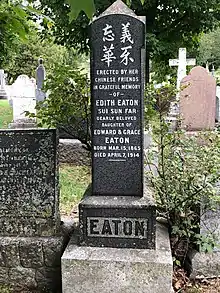 義不
忘華
ERECTED BY HER
CHINESE FRIENDS
IN GRATEFUL MEMORY
- OF -
EDITH EATON
SUI SUN FAR
DEARLY BELOVED
DAUGHTER OF
EDWARD & GRACE
EATON
BORN MAR. 15, 1865
DIED APRIL 7, 1914
EATON